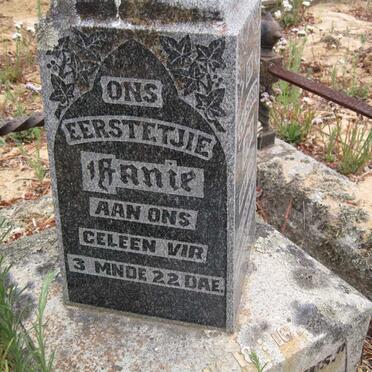 ONS
EERSTETJIE
Fanie
AAN ONS
GELEEN VIR
3 MNDE 22 DAE